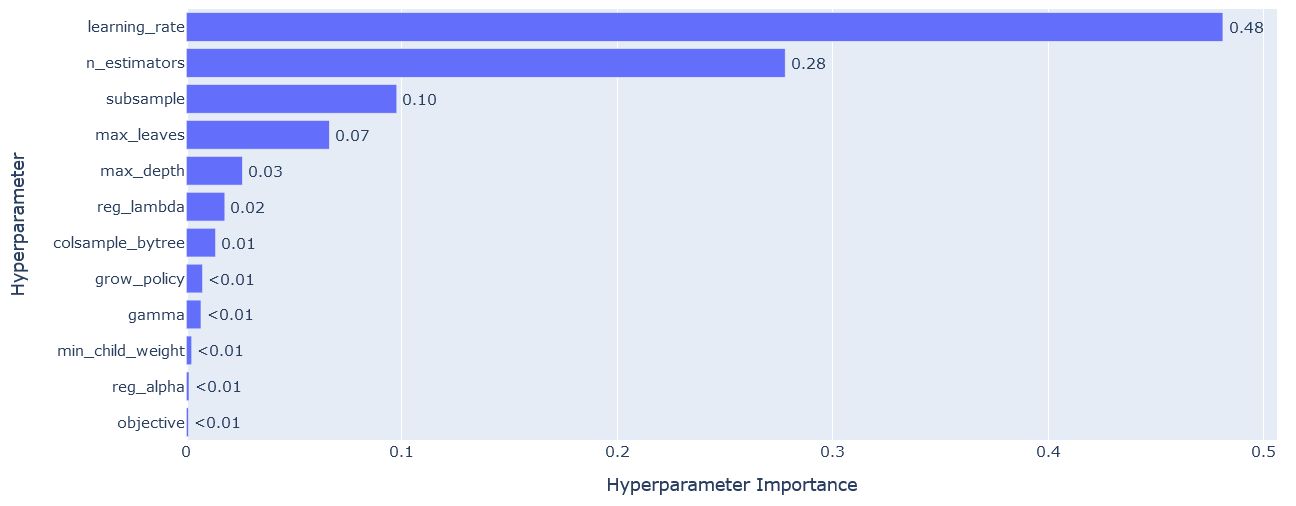 Hyperparameter
learning_rate 0.48
n_estimators 0.28
subsample 0.10
max_leaves 0.07
max_depth 0.03
reg_lambda 0.02
colsample_bytree 0.01
grow_policy <0.01
gamma <0.01
min_child_weight <0.01
reg_alpha <0.01
objective <0.01
0 0.1 0.2 0.3 0.4 0.5
Hyperparameter Importance